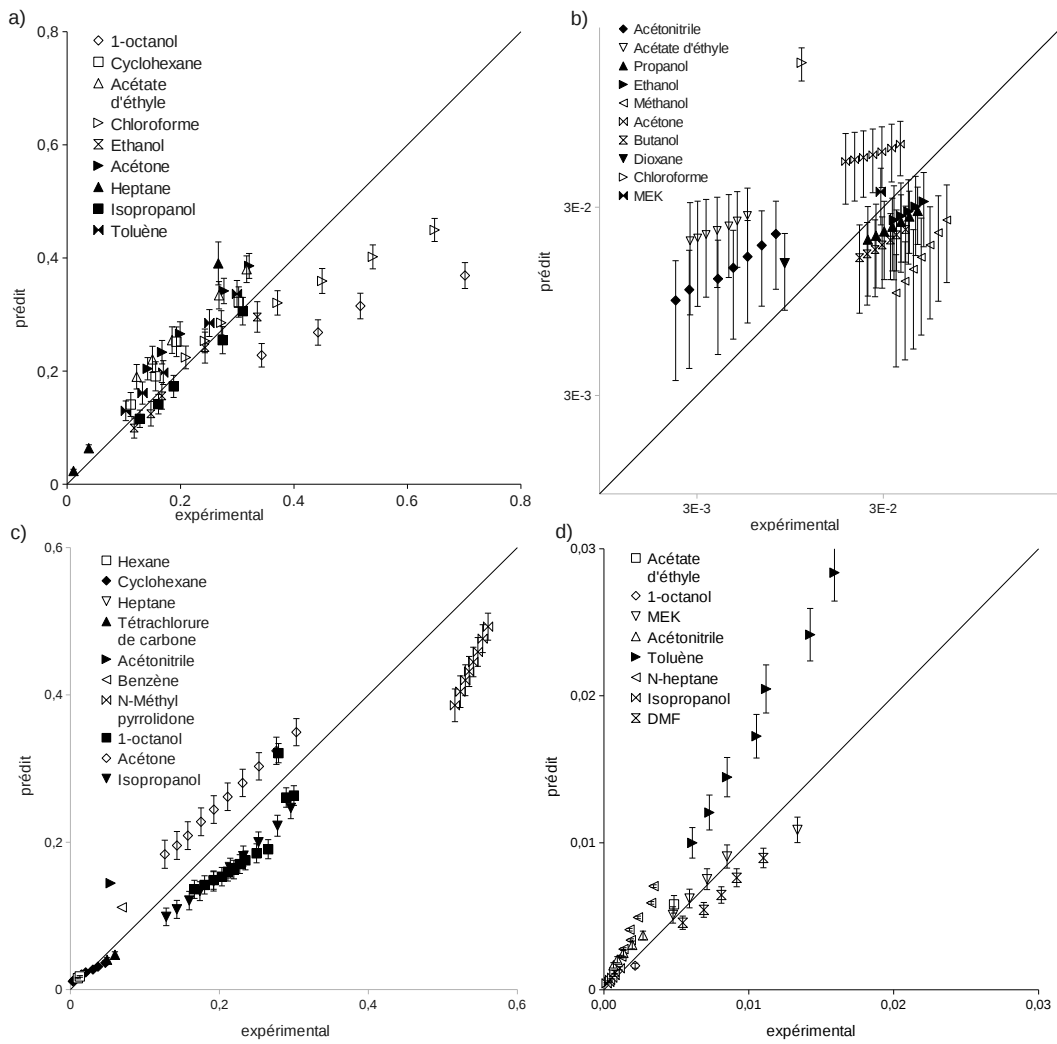 a)
0,8
0,6
0.4
0.2
0
0
0.2
0.4
0.6
0.8
prédit
expérimental
1-octanol
Cyclohexane
Acétate
d'éthyle
Chloroforme
Ethanol
Acétone
Heptane
Isopropanol
Toluène
b)
Acétonitrile
Acétate d'éthyle
Propanol
Ethanol
Méthanol
Acétone
Butanol
Dioxane
Chloroforme
MEK
3E-2
3E-3
3E-3
3E-2
prédit
expérimental
c)
0,6
0,4
0,2
0
0
0,2
0,4
0,6
prédit
expérimental
Hexane
Cyclohexane
Heptane
Tétrachlorure
de carbone
Acétonitrile
Benzène
N-Méthyl
pyrrolidone
1-octanol
Acétone
Isopropanol
d)
0,03
0,02
0,01
0
0,00
0,01
0,02
0,03
prédit
expérimental
Acétate
d'éthyle
1-octanol
MEK
Acétonitrile
Toluène
N-heptane
Isopropanol
DMF